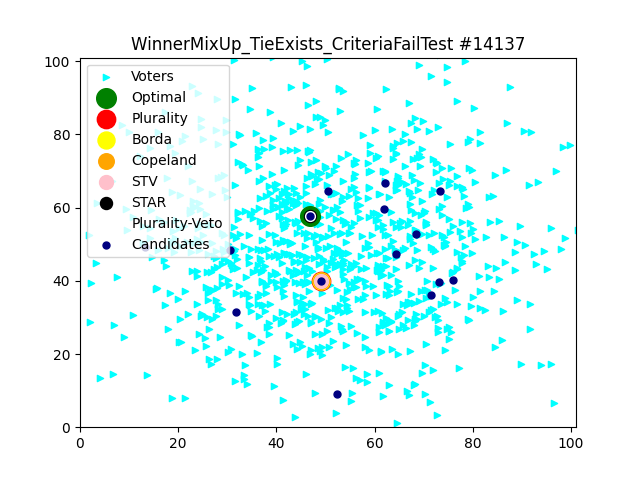 WinnerMixUp_TieExists_CriteriaFailTest #14137
Voters
Optimal
Plurality
Borda
Copeland
STV
STAR
Plurality-Veto
Candidates
100
80
60
40
20
0
0 20 40 60 80 100